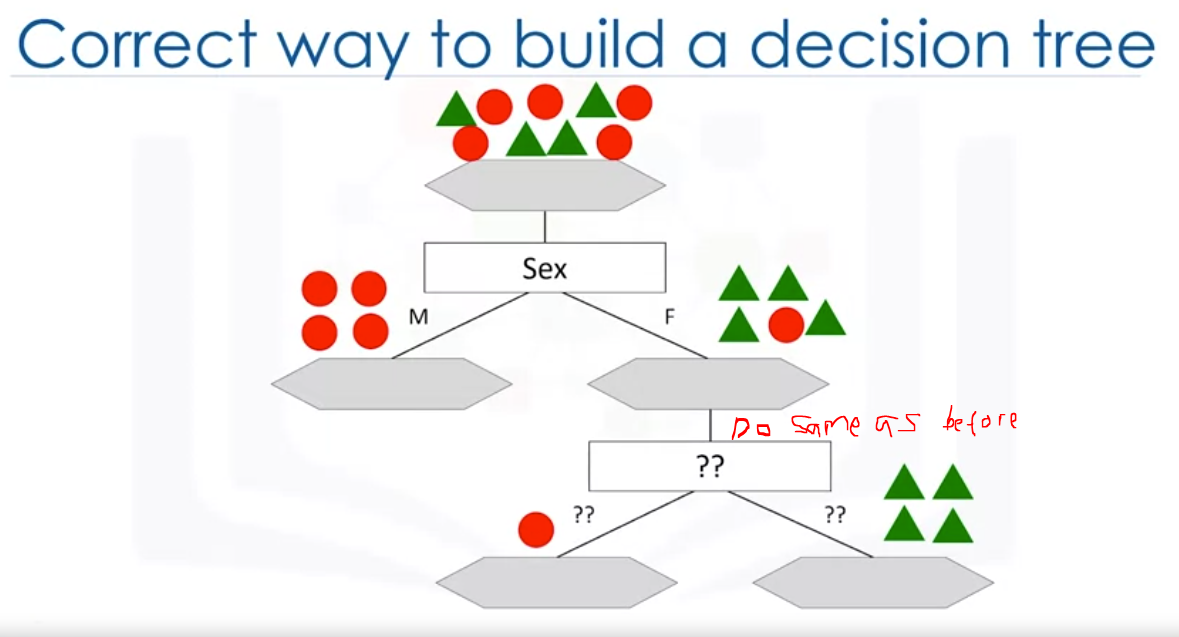 Correct way to build a decision tree
Sex
M
F
Do same as before
??
??
??